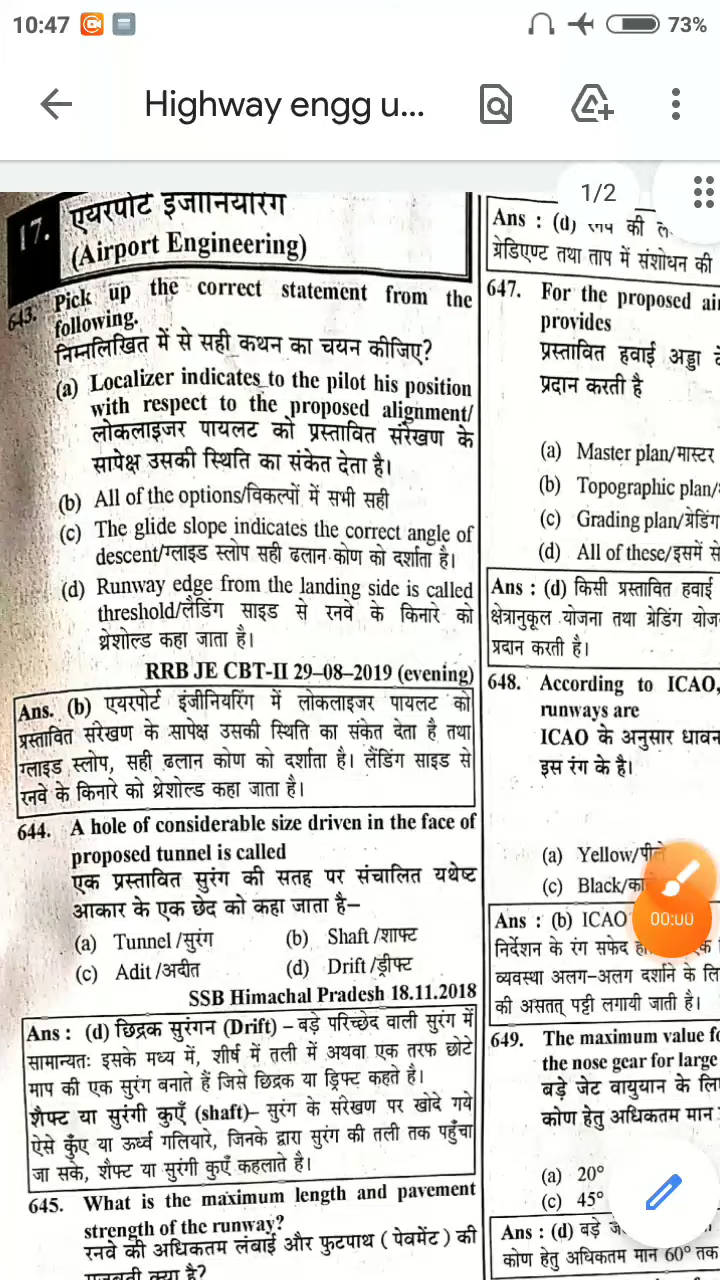 10:47
73%
Highway engg u...
1/2
17.
एयरपोर्ट इंजीनियरिंग
(Airport Engineering)
643. Pick up the correct statement from the
following.
निम्नलिखित में से सही कथन का चयन कीजिए?
(a) Localizer indicates to the pilot his position
with respect to the proposed alignment/
लोकलाइजर पायलट को प्रस्तावित संरेखण के
सापेक्ष उसकी स्थिति का संकेत देता है।
(b) All of the options/विकल्पों में सभी सही
(c) The glide slope indicates the correct angle of
descent/ग्लाइड स्लोप सही ढलान कोण को दर्शाता है।
(d) Runway edge from the landing side is called
threshold/लैंडिंग साइड से रनवे के किनारे को
थ्रेशोल्ड कहा जाता है।
RRB JE CBT-II 29-08-2019 (evening)
Ans. (b) एयरपोर्ट इंजीनियरिंग में लोकलाइजर पायलट को
प्रस्तावित संरेखण के सापेक्ष उसकी स्थिति का संकेत देता है तथा
ग्लाइड स्लोप, सही ढलान कोण को दर्शाता है। लैंडिंग साइड से
रनवे के किनारे को थ्रेशोल्ड कहा जाता है।
644. A hole of considerable size driven in the face of
proposed tunnel is called
एक प्रस्तावित सुरंग की सतह पर संचालित यथेष्ट
आकार के एक छेद को कहा जाता है–
(a) Tunnel /सुरंग (b) Shaft /शाफ्ट
(c) Adit /अदीत (d) Drift /ड्रीफ्ट
SSB Himachal Pradesh 18.11.2018
Ans : (d) छिद्रक सुरंगन (Drift) – बड़े परिच्छेद वाली सुरंग में
सामान्यतः इसके मध्य में, शीर्ष में तली में अथवा एक तरफ छोटे
माप की एक सुरंग बनाते हैं जिसे छिद्रक या ड्रिफ्ट कहते है।
शैफ्ट या सुरंगी कुएँ (shaft)– सुरंग के संरेखण पर खोदे गये
ऐसे कुँए या ऊर्ध्व गलियारे, जिनके द्वारा सुरंग की तली तक पहुँचा
जा सके, शैफ्ट या सुरंगी कुएँ कहलाते है।
645. What is the maximum length and pavement
strength of the runway?
रनवे की अधिकतम लंबाई और फुटपाथ ( पेवमेंट ) की
मजबूती क्या है?
Ans : (d) की
ग्रेडिएण्ट तथा ताप में संशोधन की
647. For the proposed
provides
प्रस्तावित हवाई अड्डा
प्रदान करती है
(a) Master plan/मास्टर
(b) Topographic plan/
(c) Grading plan/ग्रेडिंग
(d) All of these/इसमें से
Ans : (d) किसी प्रस्तावित हवाई
क्षेत्रानुकूल योजना तथा ग्रेडिंग
प्रदान करती है।
648. According to ICAO,
runways are
ICAO के अनुसार
इस रंग के है।
(a) Yellow/
(c) Black/
00:00
Ans : (b) ICAO
निर्देशन के रंग सफेद
व्यवस्था अलग-अलग दर्शाने के
की असतत् पट्टी लगायी जाती है।
649. The maximum value
the nose gear for large
बड़े जेट वायुयान के
कोण हेतु अधिकतम मान
(a) 20°
(c) 45°
Ans : (d) बड़े
कोण हेतु अधिकतम मान 60° तक